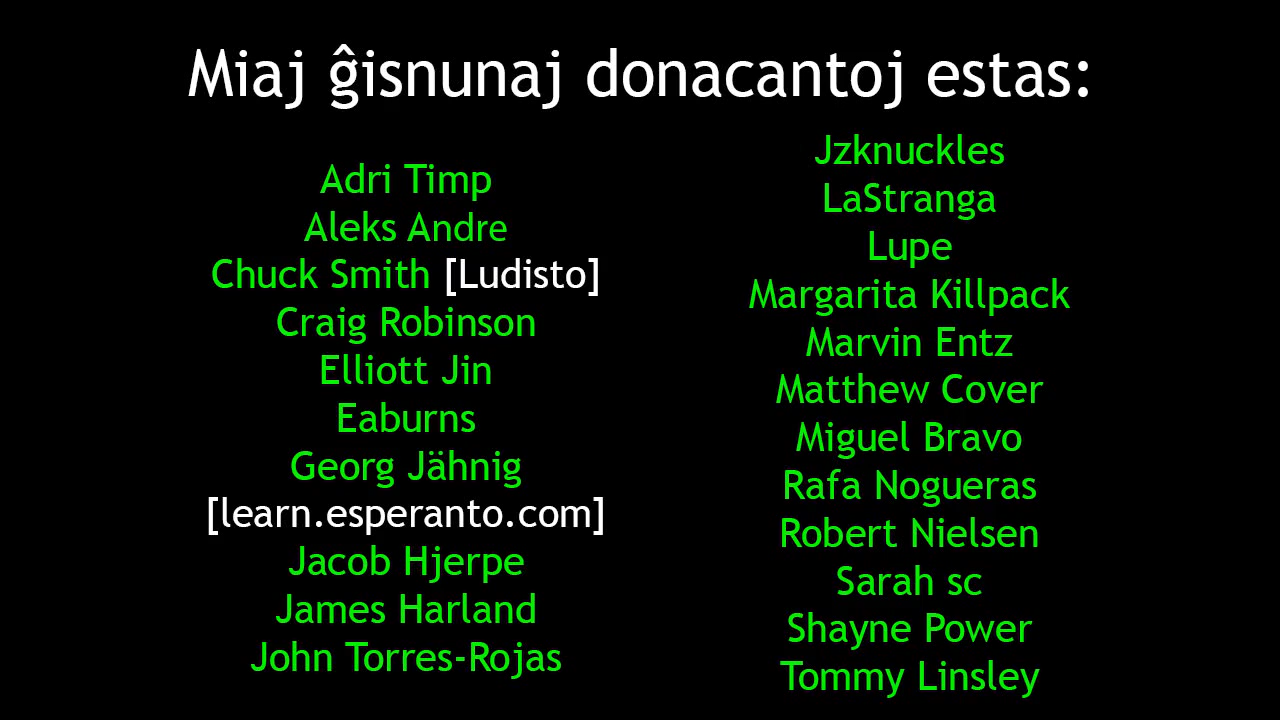 Miaj ĝisnunaj donacantoj estas:
Adri Timp
Aleks Andre
Chuck Smith [Ludisto]
Craig Robinson
Elliott Jin
Eaburns
Georg Jähnig
[learn.esperanto.com]
Jacob Hjerpe
James Harland
John Torres-Rojas
Jzknuckles
LaStranga
Lupe
Margarita Killpack
Marvin Entz
Matthew Cover
Miguel Bravo
Rafa Nogueras
Robert Nielsen
Sarah sc
Shayne Power
Tommy Linsley